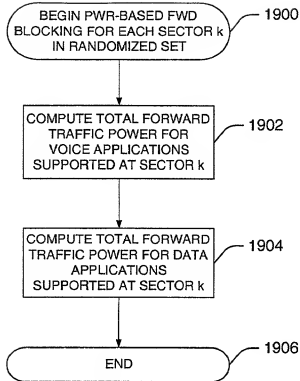 BEGIN PWR-BASED FWD
BLOCKING FOR EACH SECTOR k
IN RANDOMIZED SET
1900
COMPUTE TOTAL FORWARD
TRAFFIC POWER FOR
VOICE APPLICATIONS
SUPPORTED AT SECTOR k
1902
COMPUTE TOTAL FORWARD
TRAFFIC POWER FOR DATA
APPLICATIONS
SUPPORTED AT SECTOR k
1904
END
1906